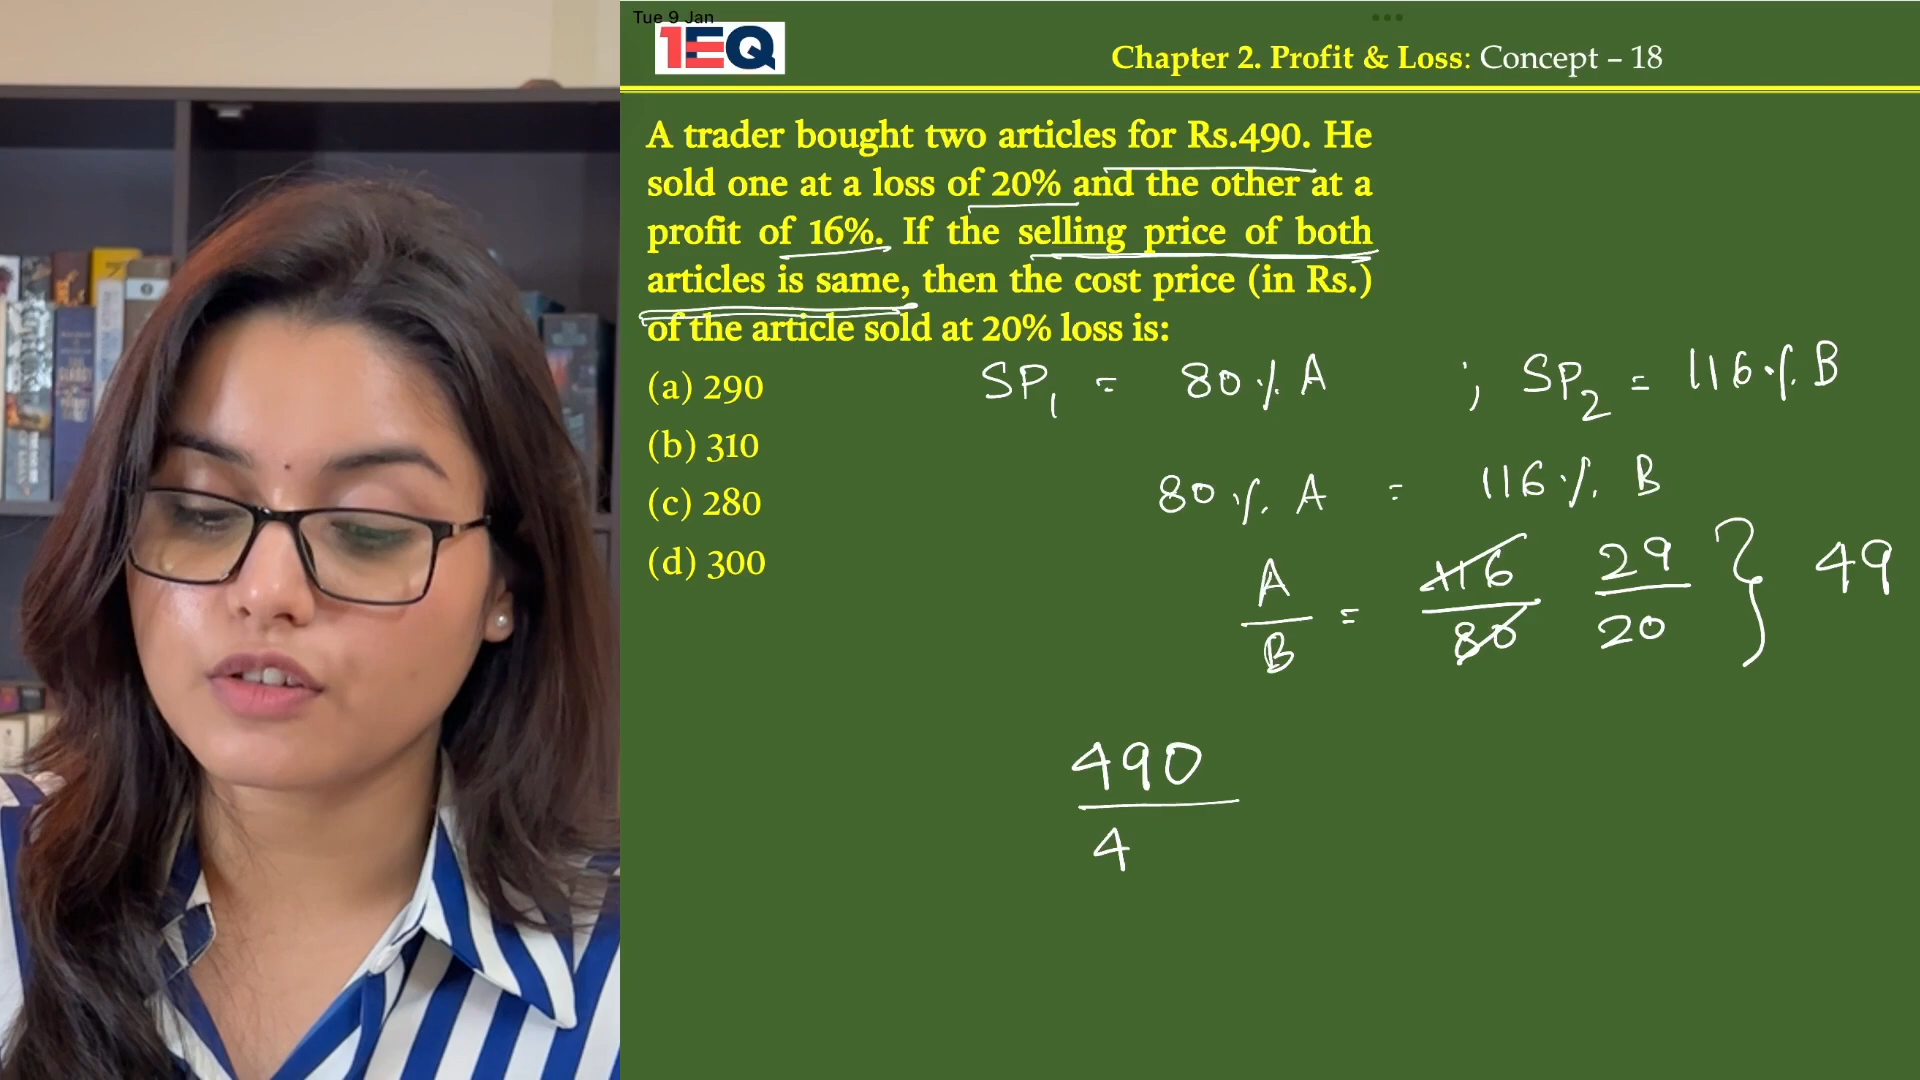 Tue 9 Jan
1EQ
Chapter 2. Profit & Loss: Concept – 18
A trader bought two articles for Rs.490. He
sold one at a loss of 20% and the other at a
profit of 16%. If the selling price of both
articles is same, then the cost price (in Rs.)
of the article sold at 20% loss is:
(a) 290
(b) 310
(c) 280
(d) 300
SP₁ = 80% A ; SP₂ = 116% B
80% A = 116% B
A/B = 116/80 29/20 } 49
490
4